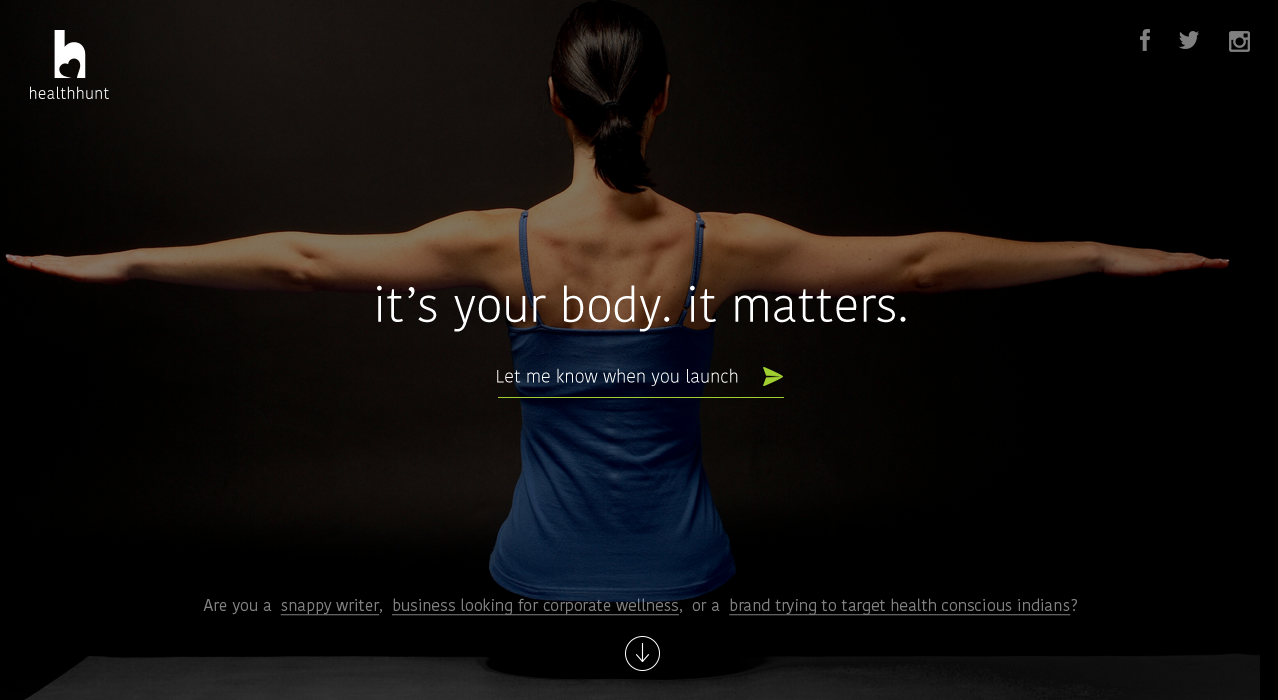 healthhunt
it’s your body. it matters.
Let me know when you launch
Are you a snappy writer, business looking for corporate wellness, or a brand trying to target health conscious indians?